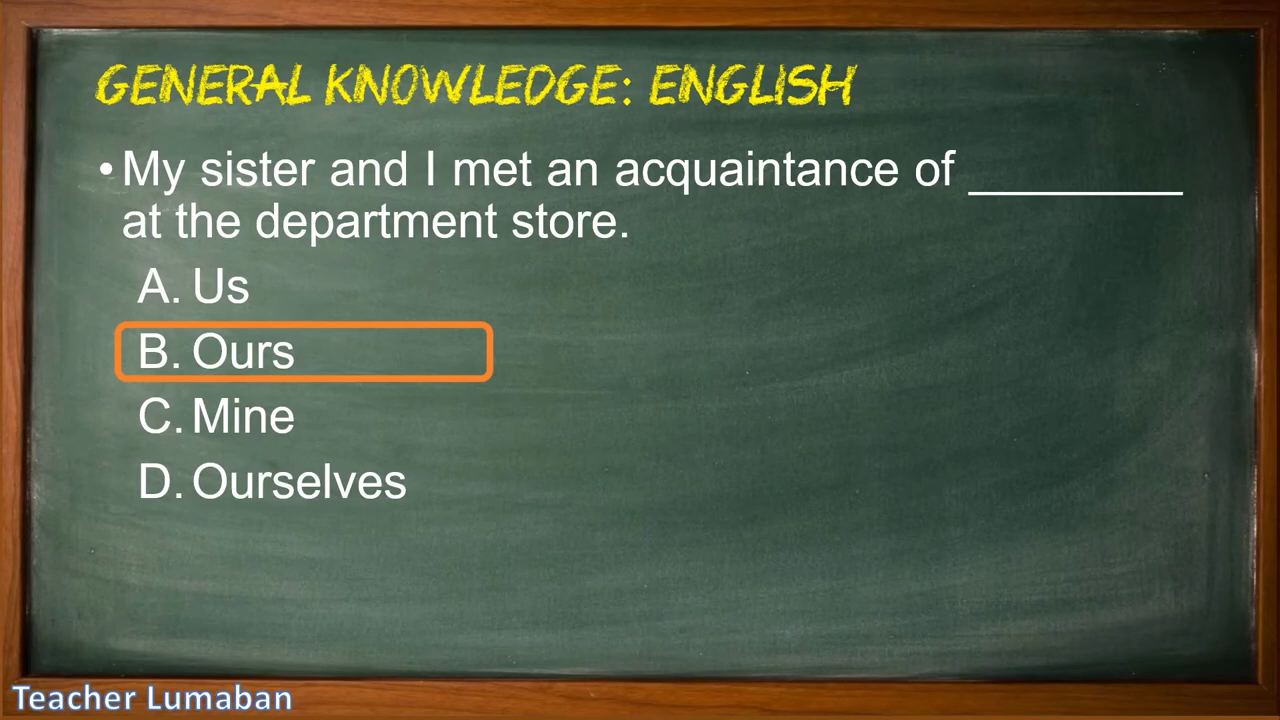 GENERAL KNOWLEDGE: ENGLISH
• My sister and I met an acquaintance of ________
at the department store.
A. Us
B. Ours
C. Mine
D. Ourselves
Teacher Lumaban